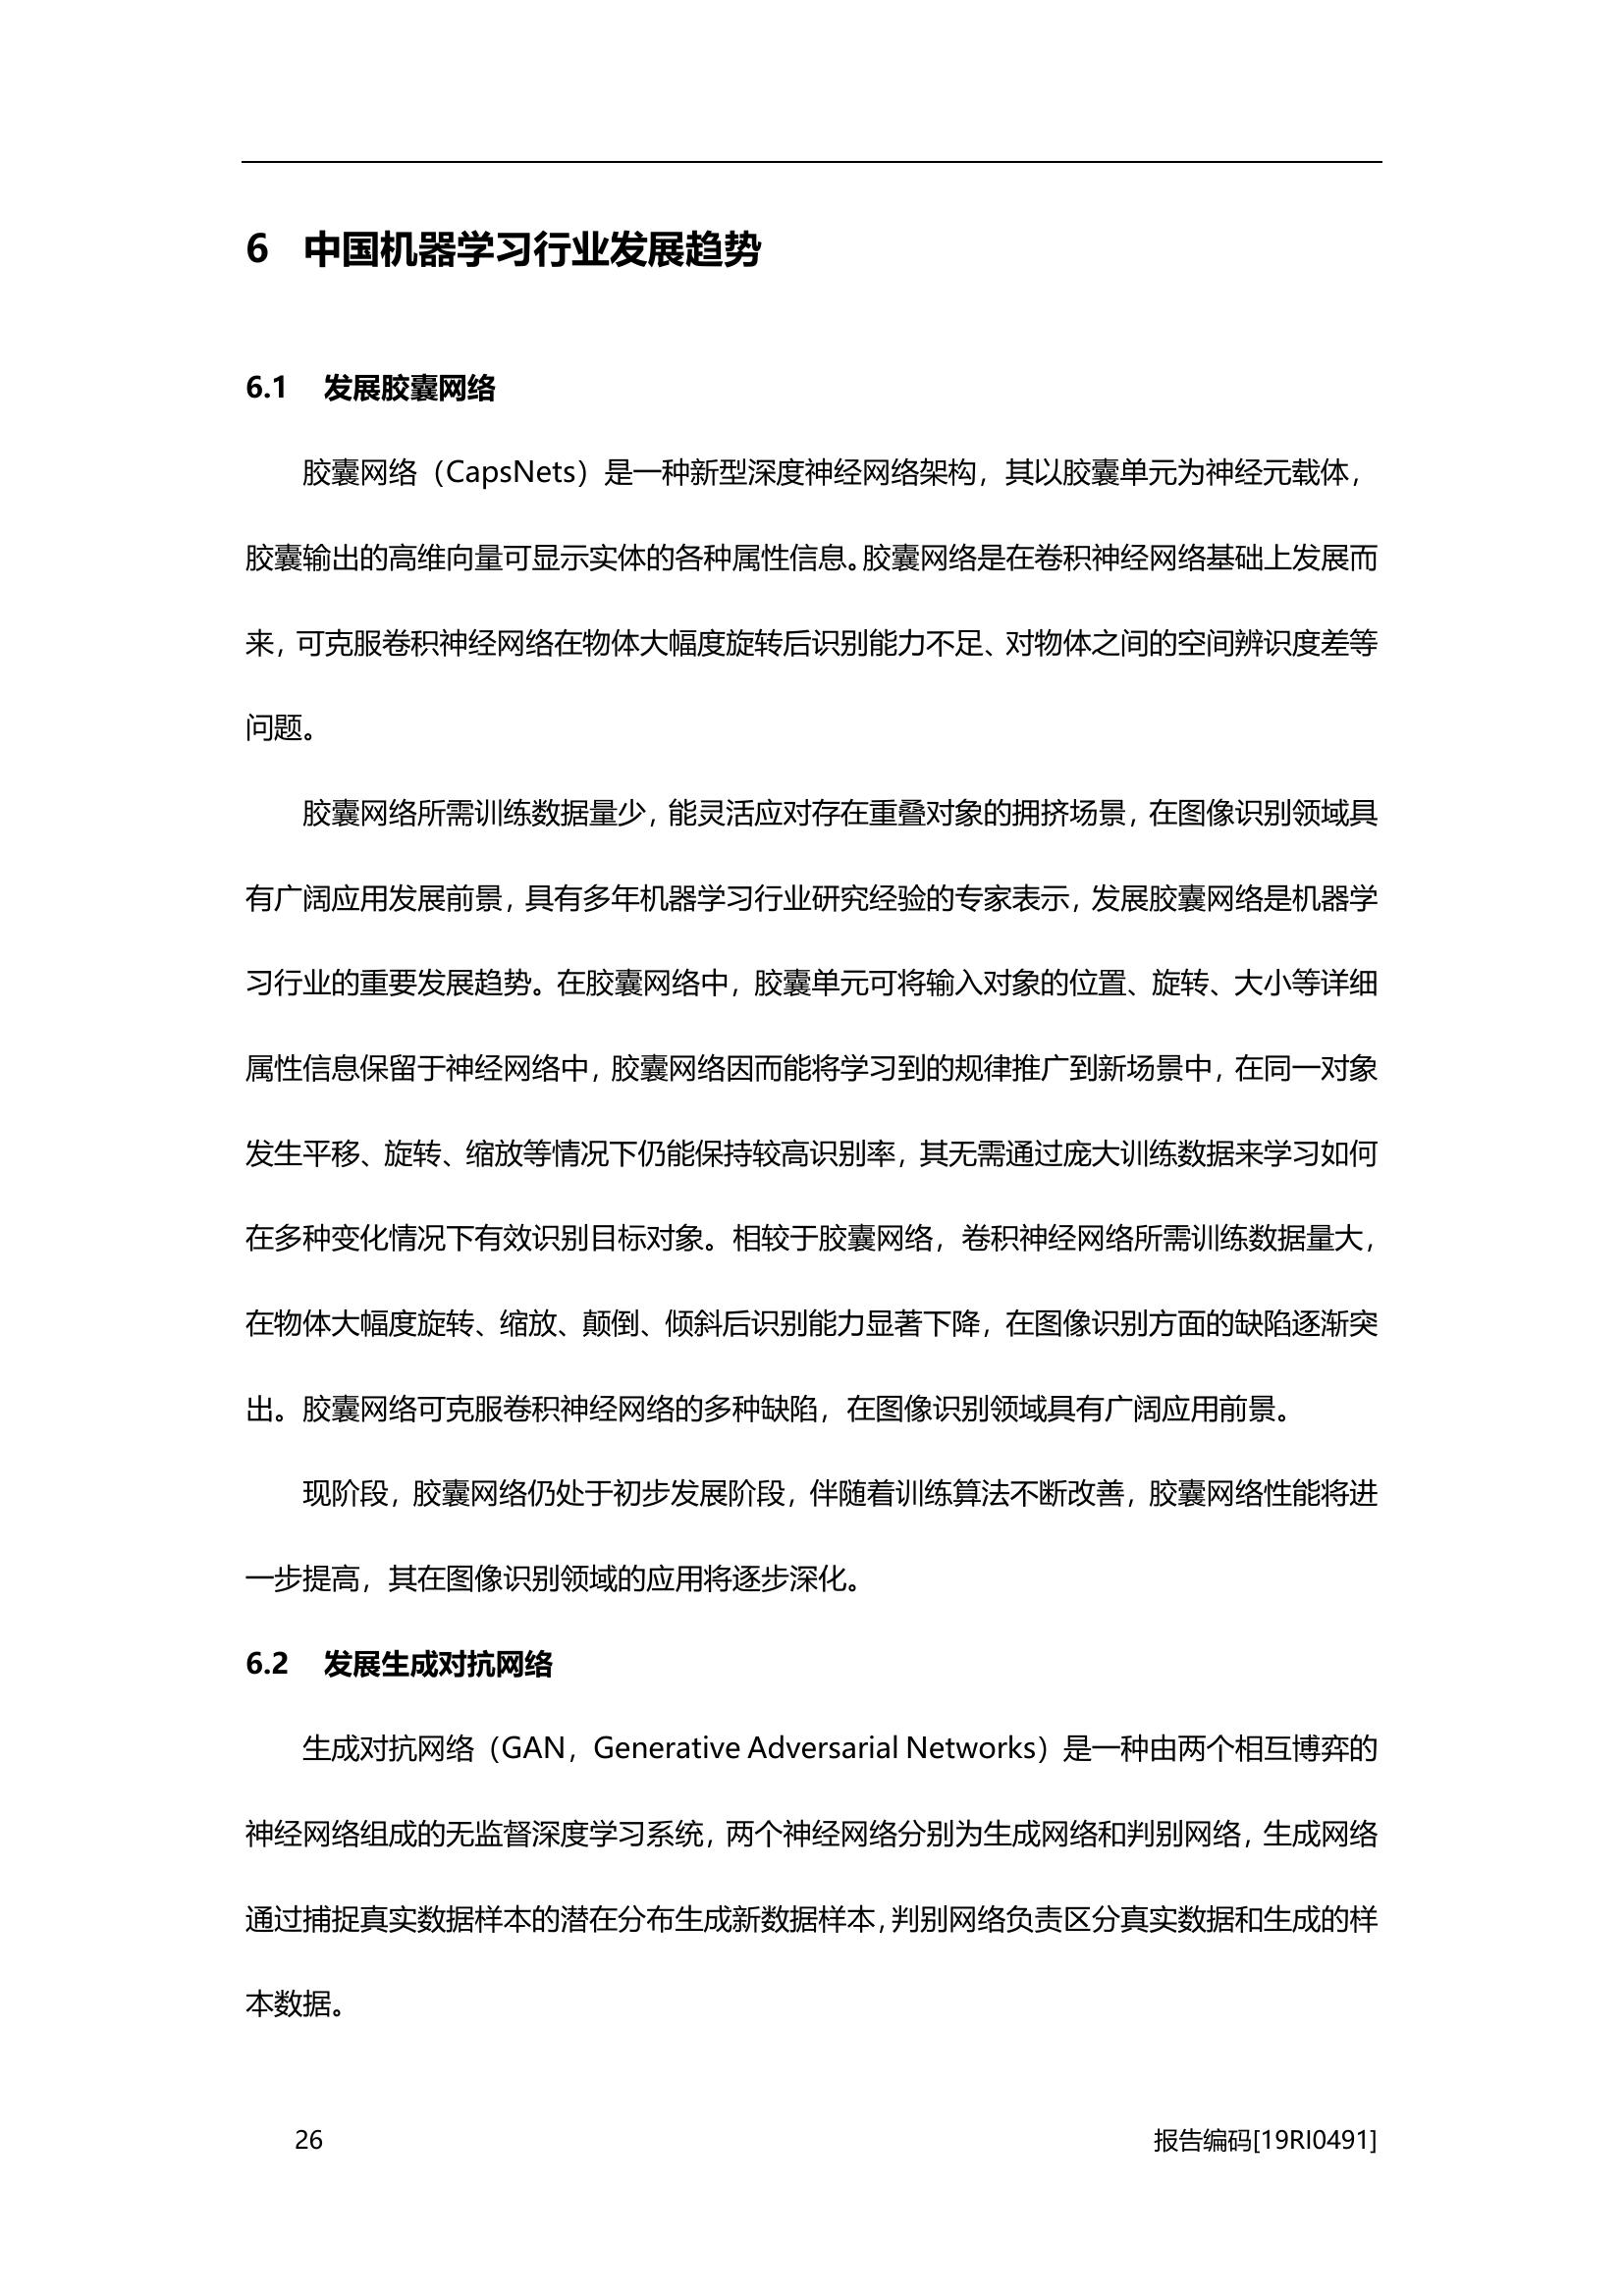 6 中国机器学习行业发展趋势
6.1 发展胶囊网络
胶囊网络（CapsNets）是一种新型深度神经网络架构，其以胶囊单元为神经元载体，
胶囊输出的高维向量可显示实体的各种属性信息。胶囊网络是在卷积神经网络基础上发展而
来，可克服卷积神经网络在物体大幅度旋转后识别能力不足、对物体之间的空间辨识度差等
问题。
胶囊网络所需训练数据量少，能灵活应对存在重叠对象的拥挤场景，在图像识别领域具
有广阔应用发展前景，具有多年机器学习行业研究经验的专家表示，发展胶囊网络是机器学
习行业的重要发展趋势。在胶囊网络中，胶囊单元可将输入对象的位置、旋转、大小等详细
属性信息保留于神经网络中，胶囊网络因而能将学习到的规律推广到新场景中，在同一对象
发生平移、旋转、缩放等情况下仍能保持较高识别率，其无需通过庞大训练数据来学习如何
在多种变化情况下有效识别目标对象。相较于胶囊网络，卷积神经网络所需训练数据量大，
在物体大幅度旋转、缩放、颠倒、倾斜后识别能力显著下降，在图像识别方面的缺陷逐渐突
出。胶囊网络可克服卷积神经网络的多种缺陷，在图像识别领域具有广阔应用前景。
现阶段，胶囊网络仍处于初步发展阶段，伴随着训练算法不断改善，胶囊网络性能将进
一步提高，其在图像识别领域的应用将逐步深化。
6.2 发展生成对抗网络
生成对抗网络（GAN，Generative Adversarial Networks）是一种由两个相互博弈的
神经网络组成的无监督深度学习系统，两个神经网络分别为生成网络和判别网络，生成网络
通过捕捉真实数据样本的潜在分布生成新数据样本，判别网络负责区分真实数据和生成的样
本数据。
26 报告编码[19RI0491]